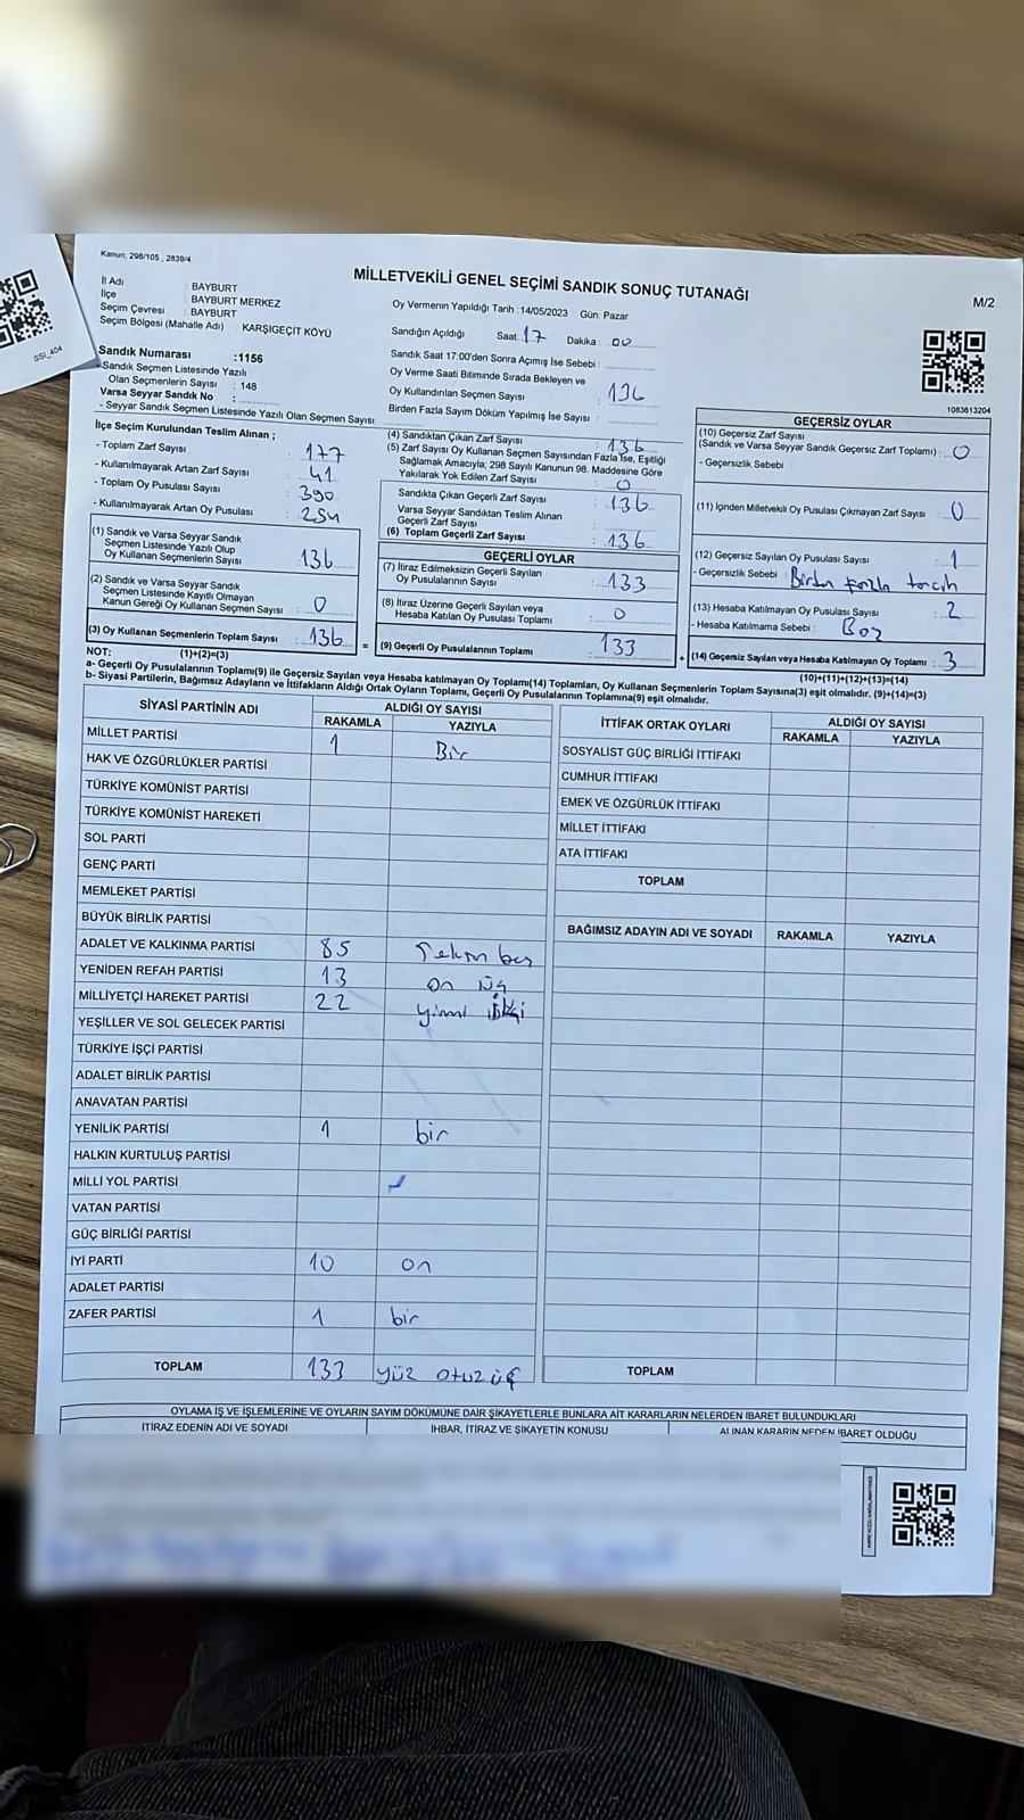 Kanun: 298/105 , 2839/4
MİLLETVEKİLİ GENEL SEÇİMİ SANDIK SONUÇ TUTANAĞI
M/2
İl Adı BAYBURT
İlçe BAYBURT MERKEZ
Seçim Çevresi BAYBURT
Seçim Bölgesi (Mahalle Adı) KARŞIGEÇİT KÖYÜ
Sandık Numarası :1156
Sandık Seçmen Listesinde Yazılı
Olan Seçmenlerin Sayısı : 148
Varsa Seyyar Sandık No :
- Seyyar Sandık Seçmen Listesinde Yazılı Olan Seçmen Sayısı
Oy Vermenin Yapıldığı Tarih :14/05/2023 Gün: Pazar
Sandığın Açıldığı Saat: 17 Dakika : 00
Sandık Saat 17:00'den Sonra Açılmış İse Sebebi :
Oy Verme Saati Bitiminde Sırada Bekleyen ve
Oy Kullandırılan Seçmen Sayısı : 136
Birden Fazla Sayım Döküm Yapılmış İse Sayısı :
1083613204
SSI_404
İlçe Seçim Kurulundan Teslim Alınan ;
- Toplam Zarf Sayısı : 177
- Kullanılmayarak Artan Zarf Sayısı : 41
- Toplam Oy Pusulası Sayısı : 390
- Kullanılmayarak Artan Oy Pusulası : 254
(1) Sandık ve Varsa Seyyar Sandık
Seçmen Listesinde Yazılı Olup
Oy Kullanan Seçmenlerin Sayısı : 136
(2) Sandık ve Varsa Seyyar Sandık
Seçmen Listesinde Kayıtlı Olmayan
Kanun Gereği Oy Kullanan Seçmen Sayısı : 0
(3) Oy Kullanan Seçmenlerin Toplam Sayısı : 136 =
(4) Sandıktan Çıkan Zarf Sayısı : 136
(5) Zarf Sayısı Oy Kullanan Seçmen Sayısından Fazla İse, Eşitliği
Sağlamak Amacıyla; 298 Sayılı Kanunun 98. Maddesine Göre
Yakılarak Yok Edilen Zarf Sayısı : 0
Sandıkta Çıkan Geçerli Zarf Sayısı : 136
Varsa Seyyar Sandıktan Teslim Alınan
Geçerli Zarf Sayısı :
(6) Toplam Geçerli Zarf Sayısı : 136
GEÇERLİ OYLAR
(7) İtiraz Edilmeksizin Geçerli Sayılan
Oy Pusulalarının Sayısı : 133
(8) İtiraz Üzerine Geçerli Sayılan veya
Hesaba Katılan Oy Pusulası Toplamı : 0
(9) Geçerli Oy Pusulalarının Toplamı : 133 +
GEÇERSİZ OYLAR
(10) Geçersiz Zarf Sayısı
(Sandık ve Varsa Seyyar Sandık Geçersiz Zarf Toplamı) : 0
- Geçersizlik Sebebi
(11) İçinden Milletvekili Oy Pusulası Çıkmayan Zarf Sayısı : 0
(12) Geçersiz Sayılan Oy Pusulası Sayısı : 1
- Geçersizlik Sebebi : Birden fazla tercih
(13) Hesaba Katılmayan Oy Pusulası Sayısı : 2
- Hesaba Katılmama Sebebi : Boş
(14) Geçersiz Sayılan veya Hesaba Katılmayan Oy Toplamı : 3
NOT: (1)+(2)=(3)
(10)+(11)+(12)+(13)=(14)
a- Geçerli Oy Pusulalarının Toplamı(9) ile Geçersiz Sayılan veya Hesaba katılmayan Oy Toplamı(14) Toplamları, Oy Kullanan Seçmenlerin Toplam Sayısına(3) eşit olmalıdır. (9)+(14)=(3)
b- Siyasi Partilerin, Bağımsız Adayların ve İttifakların Aldığı Ortak Oyların Toplamı, Geçerli Oy Pusulalarının Toplamına(9) eşit olmalıdır.
SİYASİ PARTİNİN ADI ALDIĞI OY SAYISI
RAKAMLA YAZIYLA
MİLLET PARTİSİ 1 Bir
HAK VE ÖZGÜRLÜKLER PARTİSİ
TÜRKİYE KOMÜNİST PARTİSİ
TÜRKİYE KOMÜNİST HAREKETİ
SOL PARTİ
GENÇ PARTİ
MEMLEKET PARTİSİ
BÜYÜK BİRLİK PARTİSİ
ADALET VE KALKINMA PARTİSİ 85 Seksen beş
YENİDEN REFAH PARTİSİ 13 on üç
MİLLİYETÇİ HAREKET PARTİSİ 22 yirmi iki
YEŞİLLER VE SOL GELECEK PARTİSİ
TÜRKİYE İŞÇİ PARTİSİ
ADALET BİRLİK PARTİSİ
ANAVATAN PARTİSİ
YENİLİK PARTİSİ 1 bir
HALKIN KURTULUŞ PARTİSİ
MİLLİ YOL PARTİSİ
VATAN PARTİSİ
GÜÇ BİRLİĞİ PARTİSİ
İYİ PARTİ 10 on
ADALET PARTİSİ
ZAFER PARTİSİ 1 bir
TOPLAM 133 yüz otuz üç
İTTİFAK ORTAK OYLARI ALDIĞI OY SAYISI
RAKAMLA YAZIYLA
SOSYALİST GÜÇ BİRLİĞİ İTTİFAKI
CUMHUR İTTİFAKI
EMEK VE ÖZGÜRLÜK İTTİFAKI
MİLLET İTTİFAKI
ATA İTTİFAKI
TOPLAM
BAĞIMSIZ ADAYIN ADI VE SOYADI RAKAMLA YAZIYLA
TOPLAM
OYLAMA İŞ VE İŞLEMLERİNE VE OYLARIN SAYIM DÖKÜMÜNE DAİR ŞİKAYETLERLE BUNLARA AİT KARARLARIN NELERDEN İBARET BULUNDUKLARI
İTİRAZ EDENİN ADI VE SOYADI İHBAR, İTİRAZ VE ŞİKAYETİN KONUSU ALINAN KARARIN NEDEN İBARET OLDUĞU